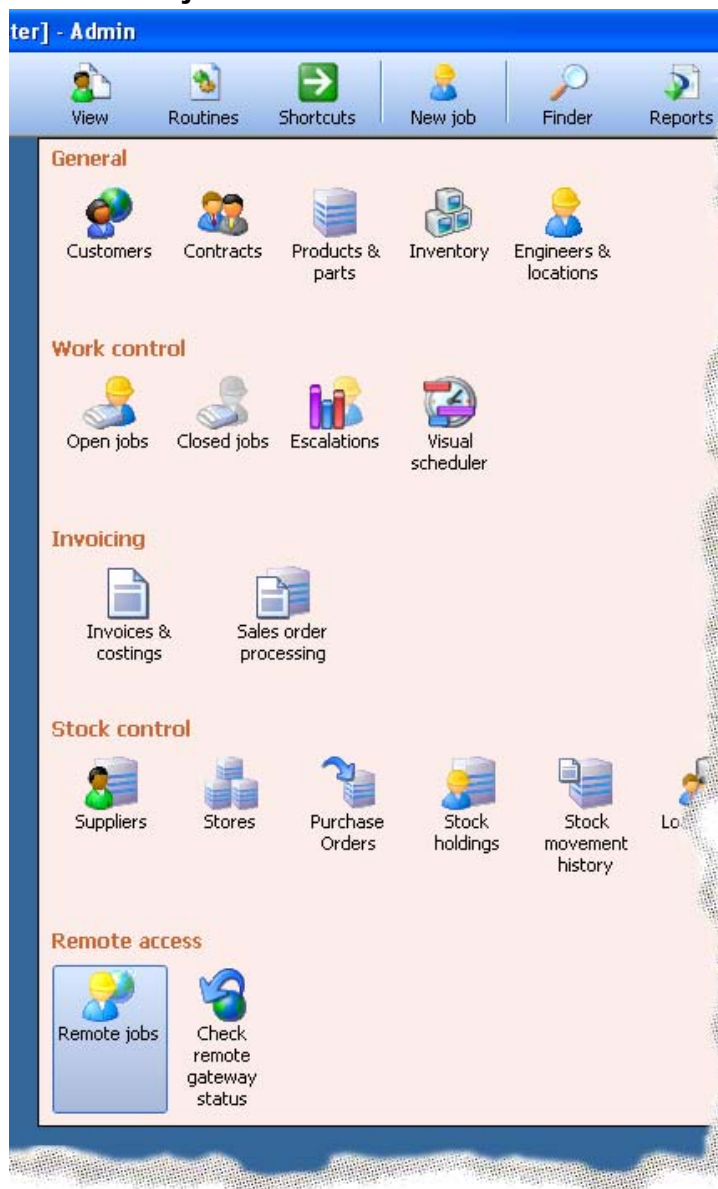 ter] - Admin
View Routines Shortcuts New job Finder Reports
General
Customers Contracts Products & Inventory Engineers &
parts locations
Work control
Open jobs Closed jobs Escalations Visual
scheduler
Invoicing
Invoices & Sales order
costings processing
Stock control
Suppliers Stores Purchase Stock Stock Lo
Orders holdings movement
history
Remote access
Remote jobs Check
remote
gateway
status